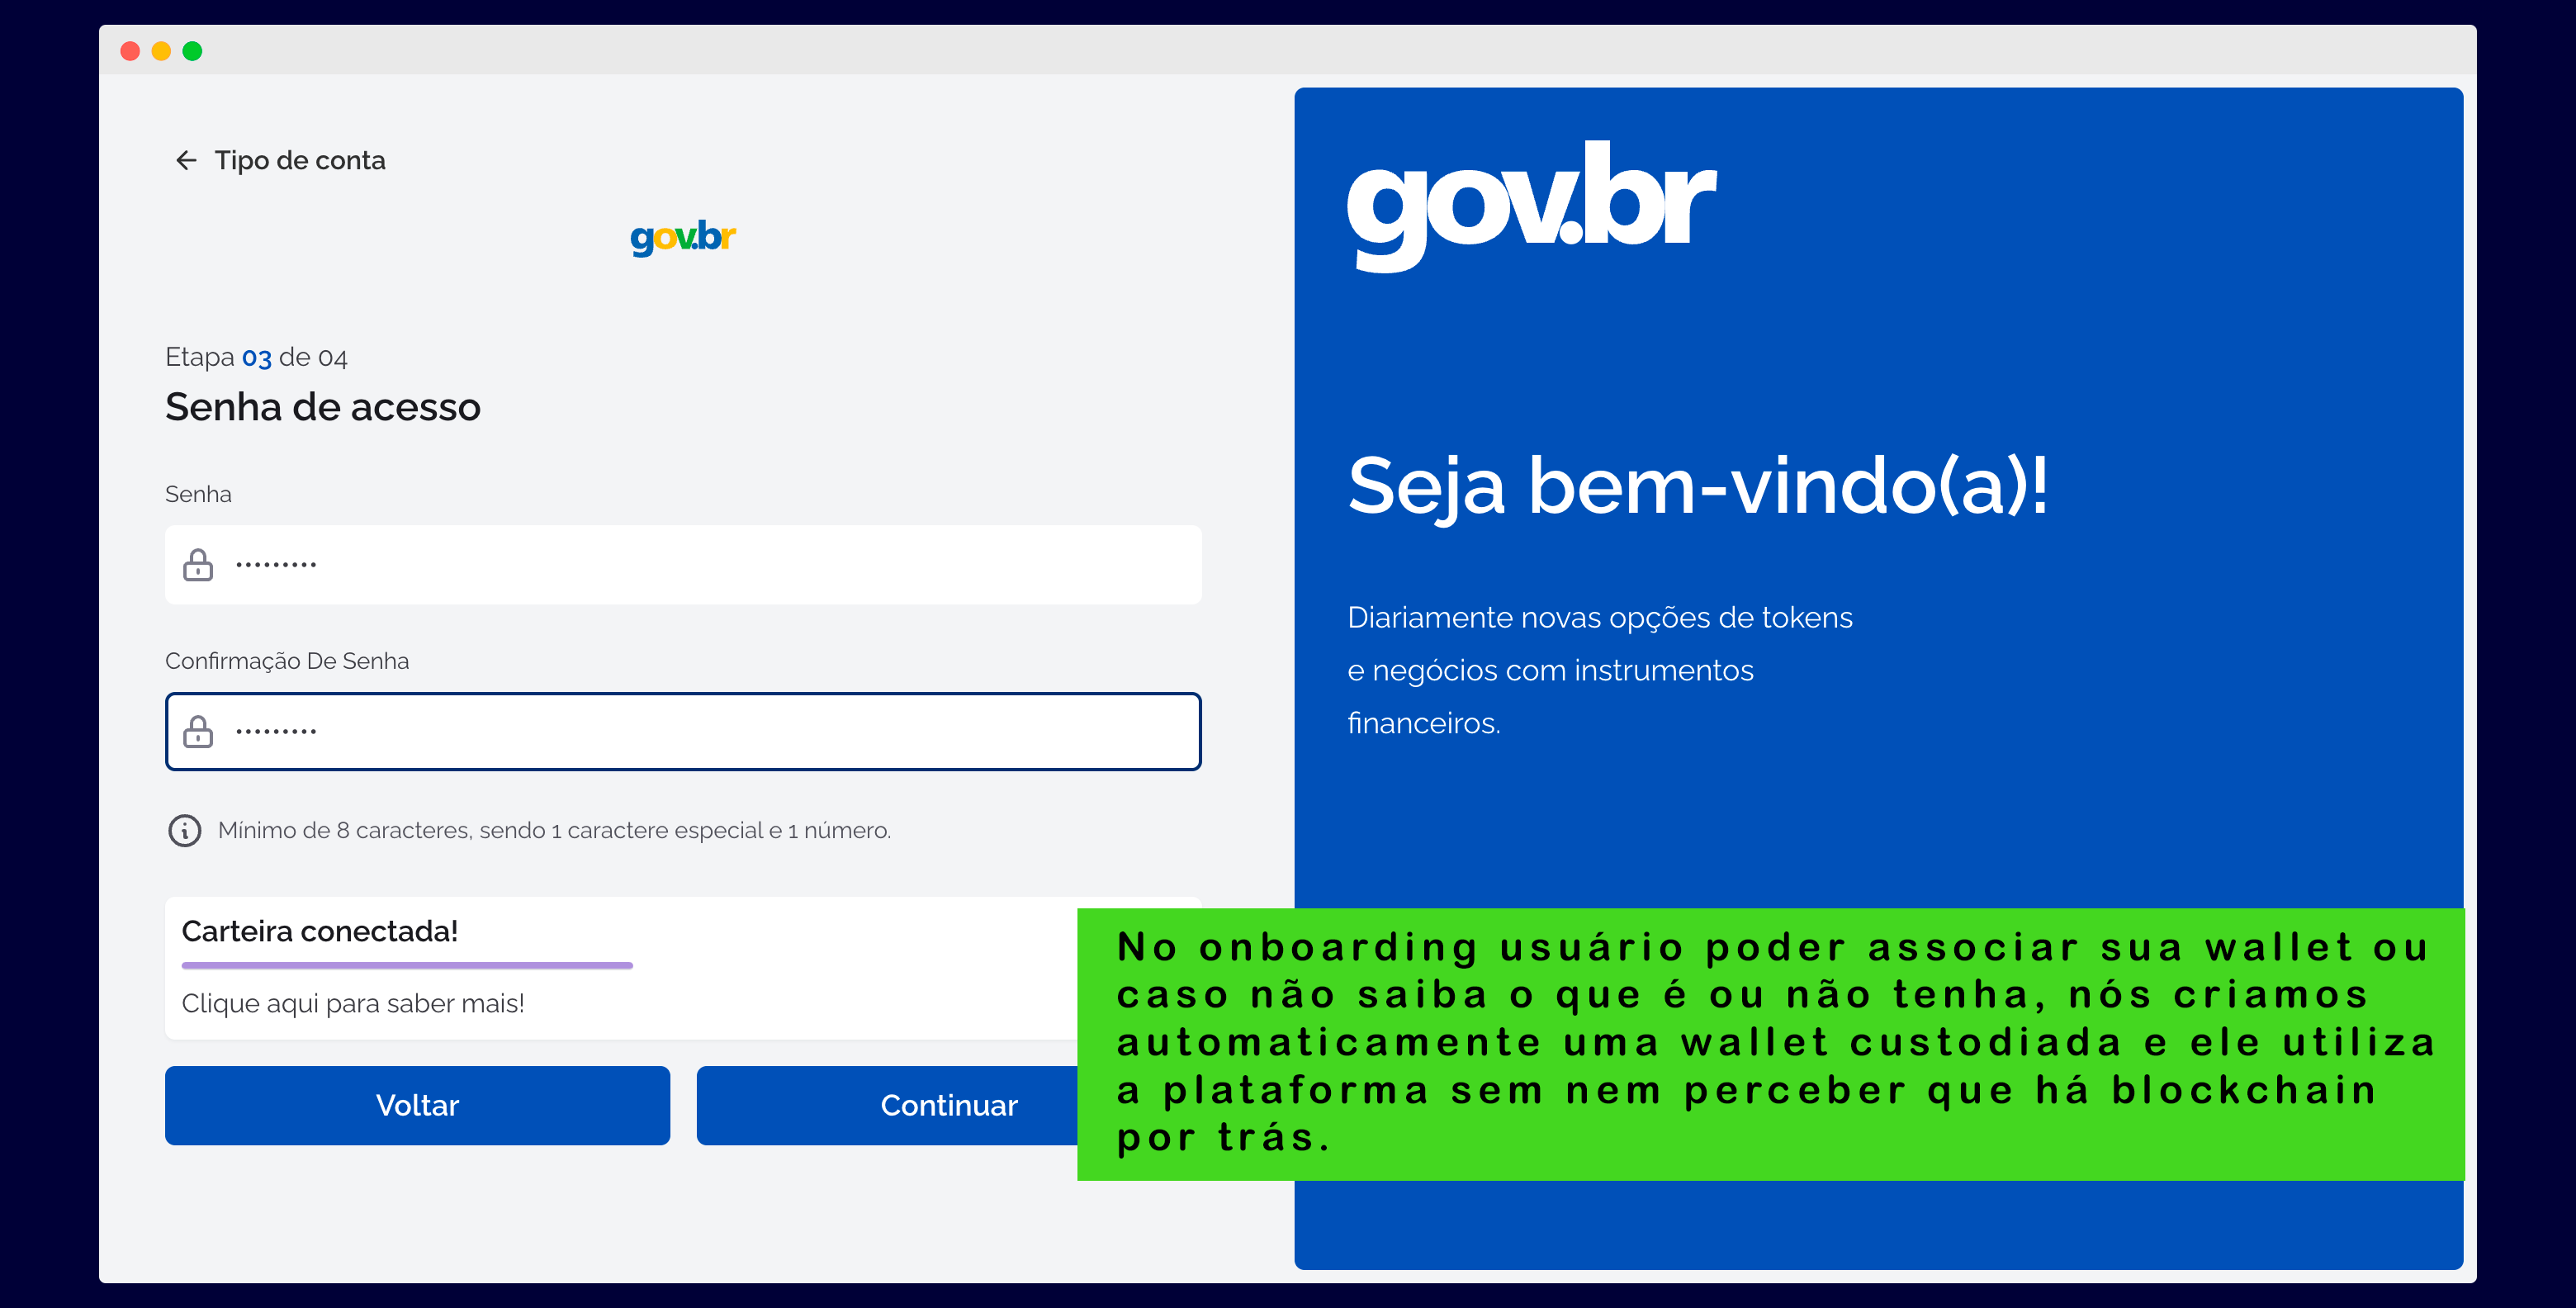 Tipo de conta
gov.br
Etapa 03 de 04
Senha de acesso
Senha
•••••••••
Confirmação De Senha
•••••••••
Mínimo de 8 caracteres, sendo 1 caractere especial e 1 número.
Carteira conectada!
Clique aqui para saber mais!
Voltar
Continuar
gov.br
Seja bem-vindo(a)!
Diariamente novas opções de tokens
e negócios com instrumentos
financeiros.
No onboarding usuário poder associar sua wallet ou
caso não saiba o que é ou não tenha, nós criamos
automaticamente uma wallet custodiada e ele utiliza
a plataforma sem nem perceber que há blockchain
por trás.